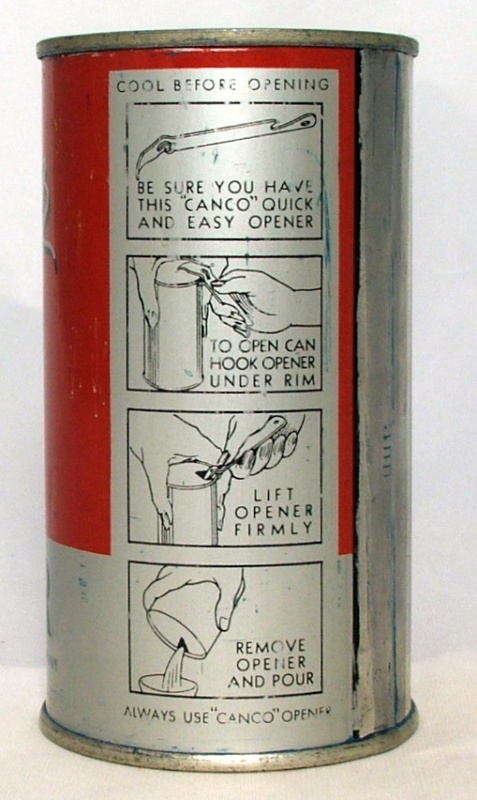 COOL BEFORE OPENING
BE SURE YOU HAVE
THIS "CANCO" QUICK
AND EASY OPENER
TO OPEN CAN
HOOK OPENER
UNDER RIM
LIFT
OPENER
FIRMLY
REMOVE
OPENER
AND POUR
ALWAYS USE "CANCO" OPENER